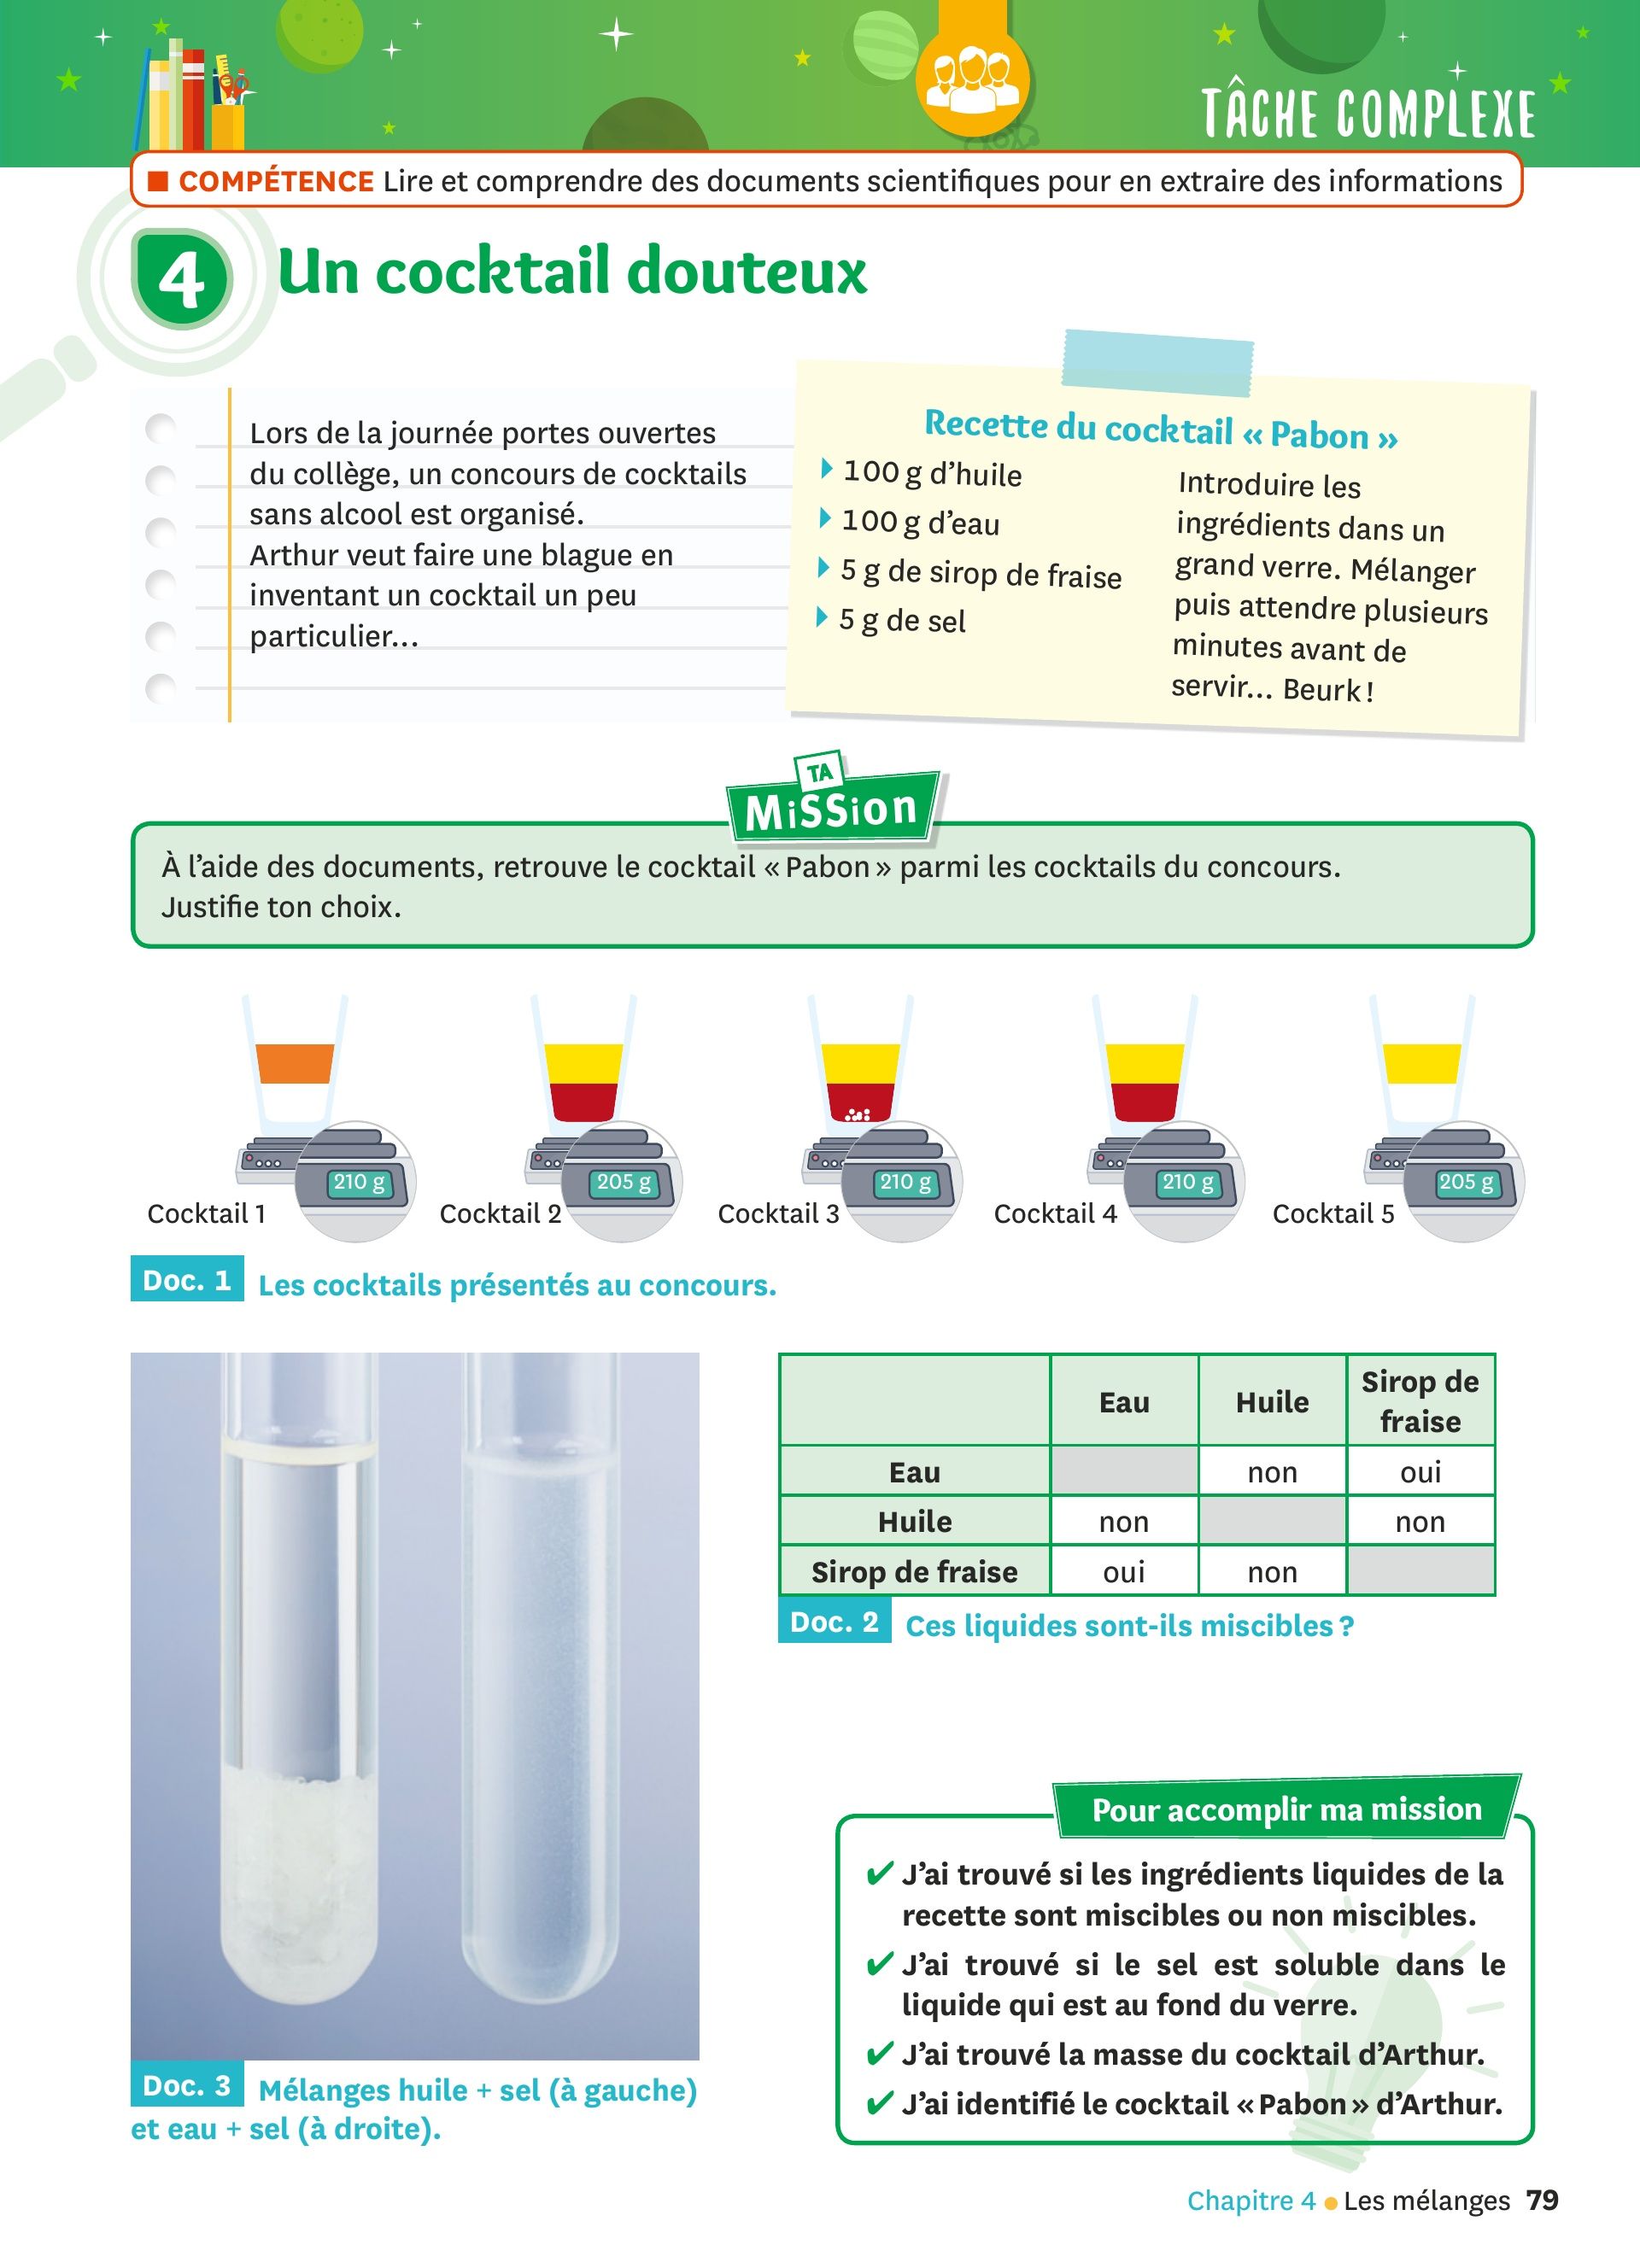 TÂCHE COMPLEXE
■ COMPÉTENCE Lire et comprendre des documents scientifiques pour en extraire des informations
4 Un cocktail douteux
Lors de la journée portes ouvertes
du collège, un concours de cocktails
sans alcool est organisé.
Arthur veut faire une blague en
inventant un cocktail un peu
particulier...
Recette du cocktail « Pabon »
100 g d'huile
100 g d'eau
5 g de sirop de fraise
5 g de sel
Introduire les
ingrédients dans un
grand verre. Mélanger
puis attendre plusieurs
minutes avant de
servir... Beurk !
TA
MiSSion
À l'aide des documents, retrouve le cocktail « Pabon » parmi les cocktails du concours.
Justifie ton choix.
210 g
205 g
210 g
210 g
205 g
Cocktail 1
Cocktail 2
Cocktail 3
Cocktail 4
Cocktail 5
Doc. 1 Les cocktails présentés au concours.
Eau Huile Sirop de
fraise
Eau non oui
Huile non non
Sirop de fraise oui non
Doc. 2 Ces liquides sont-ils miscibles ?
Doc. 3 Mélanges huile + sel (à gauche)
et eau + sel (à droite).
Pour accomplir ma mission
✔ J'ai trouvé si les ingrédients liquides de la
recette sont miscibles ou non miscibles.
✔ J'ai trouvé si le sel est soluble dans le
liquide qui est au fond du verre.
✔ J'ai trouvé la masse du cocktail d'Arthur.
✔ J'ai identifié le cocktail « Pabon » d'Arthur.
Chapitre 4 • Les mélanges 79